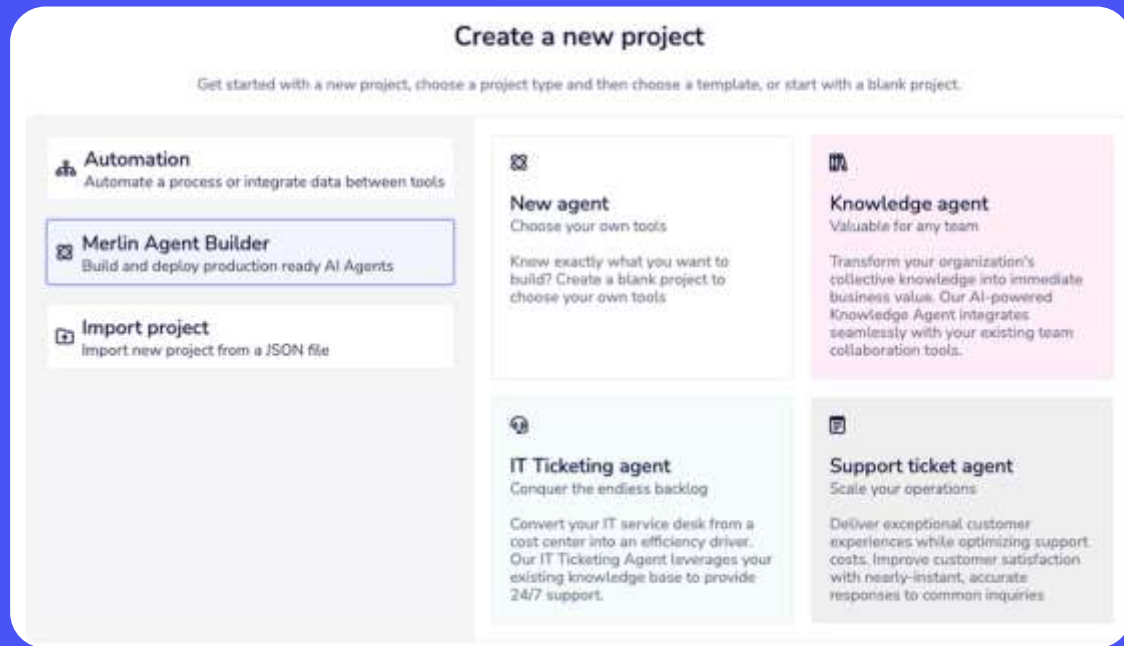 Create a new project
Get started with a new project, choose a project type and then choose a template, or start with a blank project.
Automation
Automate a process or integrate data between tools
Merlin Agent Builder
Build and deploy production ready AI Agents
Import project
Import new project from a JSON file
New agent
Choose your own tools
Know exactly what you want to
build? Create a blank project to
choose your own tools
Knowledge agent
Valuable for any team
Transform your organization's
collective knowledge into immediate
business value. Our AI-powered
Knowledge Agent integrates
seamlessly with your existing team
collaboration tools.
IT Ticketing agent
Conquer the endless backlog
Convert your IT service desk from a
cost center into an efficiency driver.
Our IT Ticketing Agent leverages your
existing knowledge base to provide
24/7 support.
Support ticket agent
Scale your operations
Deliver exceptional customer
experiences while optimizing support
costs. Improve customer satisfaction
with nearly-instant, accurate
responses to common inquiries